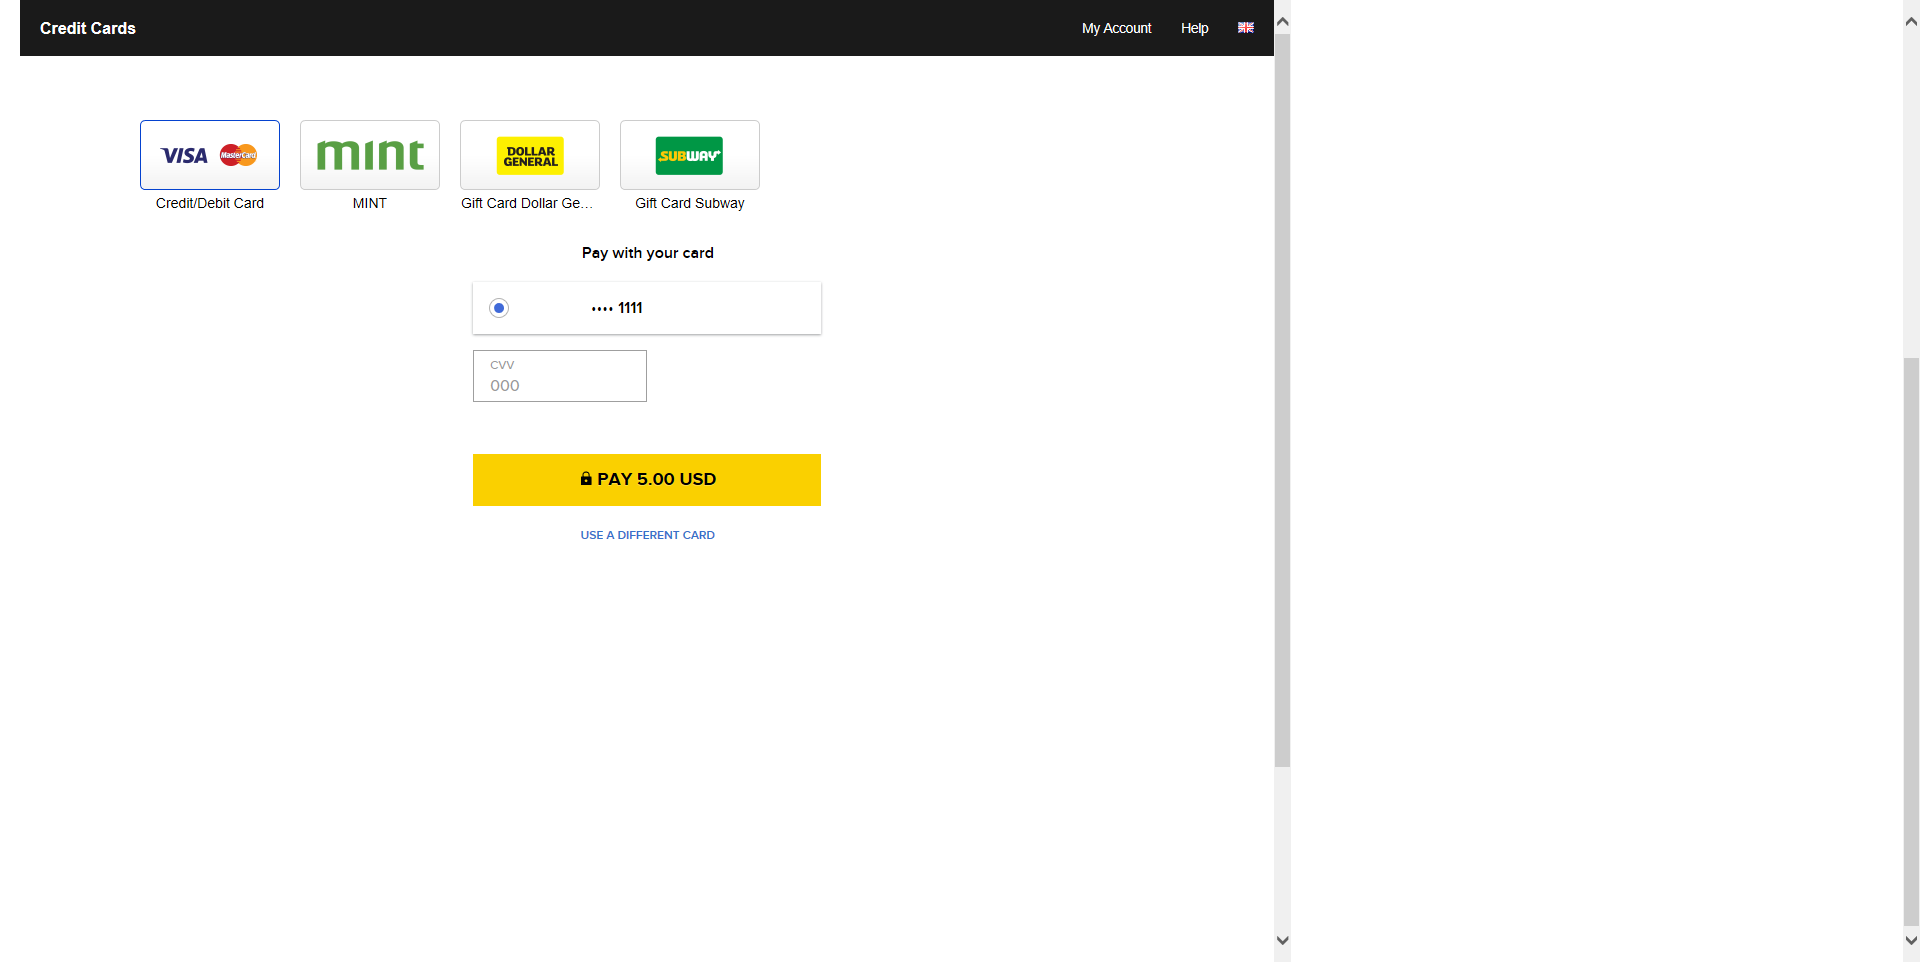 Credit Cards
My Account
Help
VISA
MasterCard
mint
DOLLAR
GENERAL
SUBWAY
Credit/Debit Card
MINT
Gift Card Dollar Ge...
Gift Card Subway
Pay with your card
•••• 1111
CVV
000
PAY 5.00 USD
USE A DIFFERENT CARD